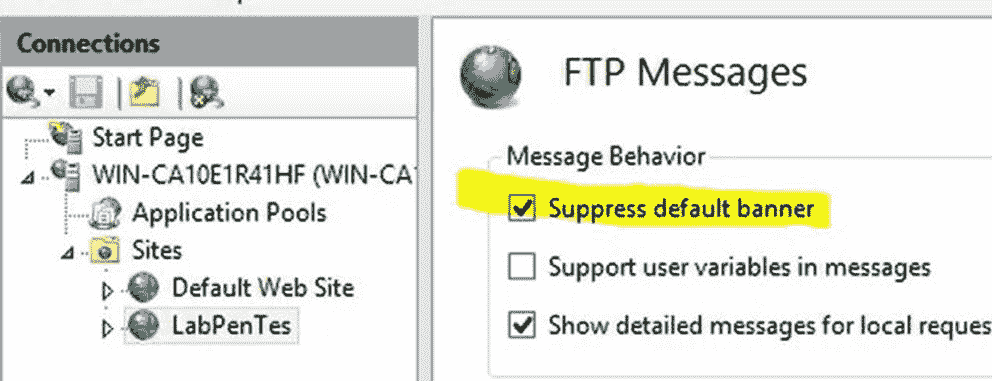 Connections
Start Page
WIN-CA10E1R41HF (WIN-CA1
Application Pools
Sites
Default Web Site
LabPenTes
FTP Messages
Message Behavior
Suppress default banner
Support user variables in messages
Show detailed messages for local reques